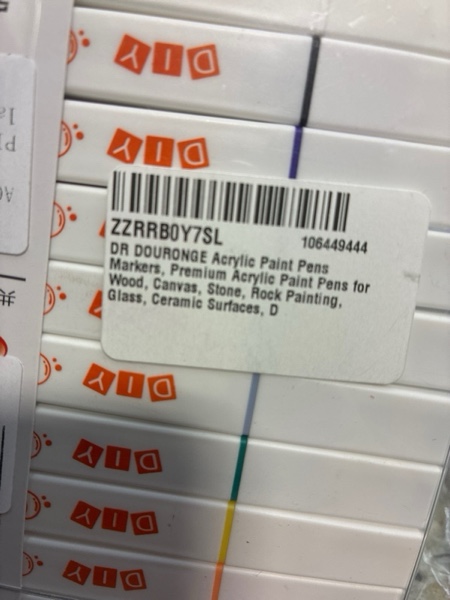 DIY
DIY
ZZRRB0Y7SL
106449444
DR DOURONGE Acrylic Paint Pens
Markers, Premium Acrylic Paint Pens for
Wood, Canvas, Stone, Rock Painting,
Glass, Ceramic Surfaces, D
DIY
DIY
DIY
DIY